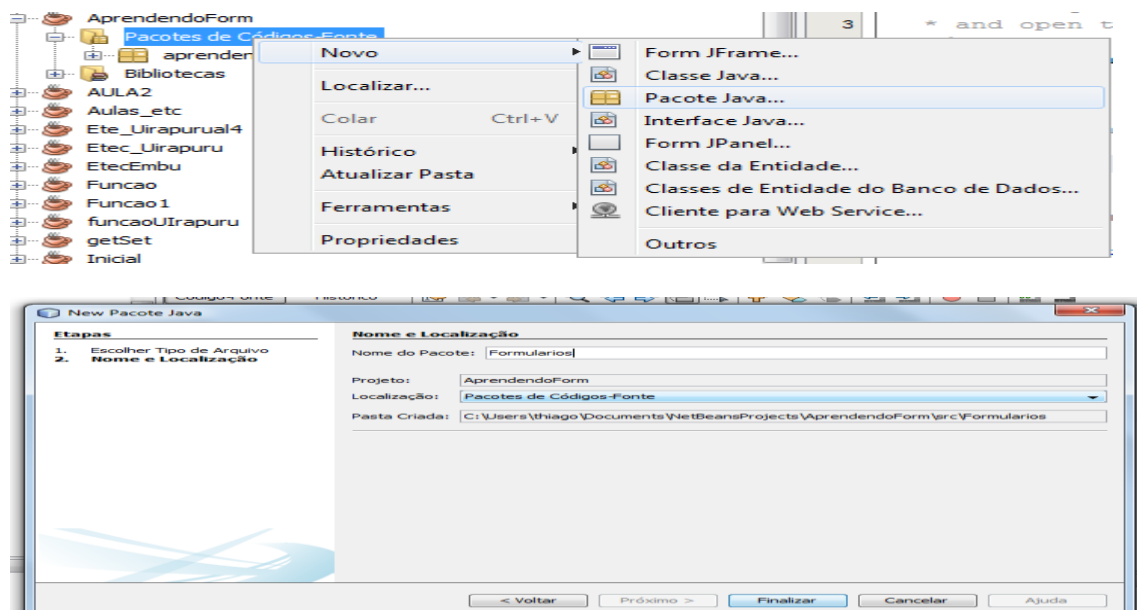 AprendendoForm
Pacotes de Códigos-Fonte
aprenden
Bibliotecas
AULA2
Aulas_etc
Ete_Uirapurual4
Etec_Uirapuru
EtecEmbu
Funcao
Funcao1
funcaoUIrapuru
getSet
Inicial
Novo
Localizar...
Colar Ctrl+V
Histórico
Atualizar Pasta
Ferramentas
Propriedades
Form JFrame...
Classe Java...
Pacote Java...
Interface Java...
Form JPanel...
Classe da Entidade...
Classes de Entidade do Banco de Dados...
Cliente para Web Service...
Outros
3 * and open t
New Pacote Java
Etapas
1. Escolher Tipo de Arquivo
2. Nome e Localização
Nome e Localização
Nome do Pacote: Formularios
Projeto: AprendendoForm
Localização: Pacotes de Códigos-Fonte
Pasta Criada: C:\Users\thiago\Documents\NetBeansProjects\AprendendoForm\src\Formularios
< Voltar Próximo > Finalizar Cancelar Ajuda